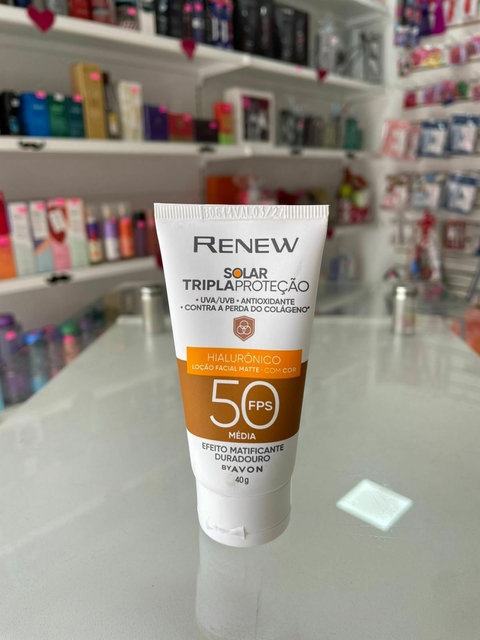 RENEW
SOLAR
TRIPLAPROTEÇÃO
• UVA/UVB • ANTIOXIDANTE
• CONTRA A PERDA DO COLÁGENO*
HIALURÔNICO
LOÇÃO FACIAL MATTE - COM COR
50
FPS
MÉDIA
EFEITO MATIFICANTE
DURADOURO
BY AVON
40 g